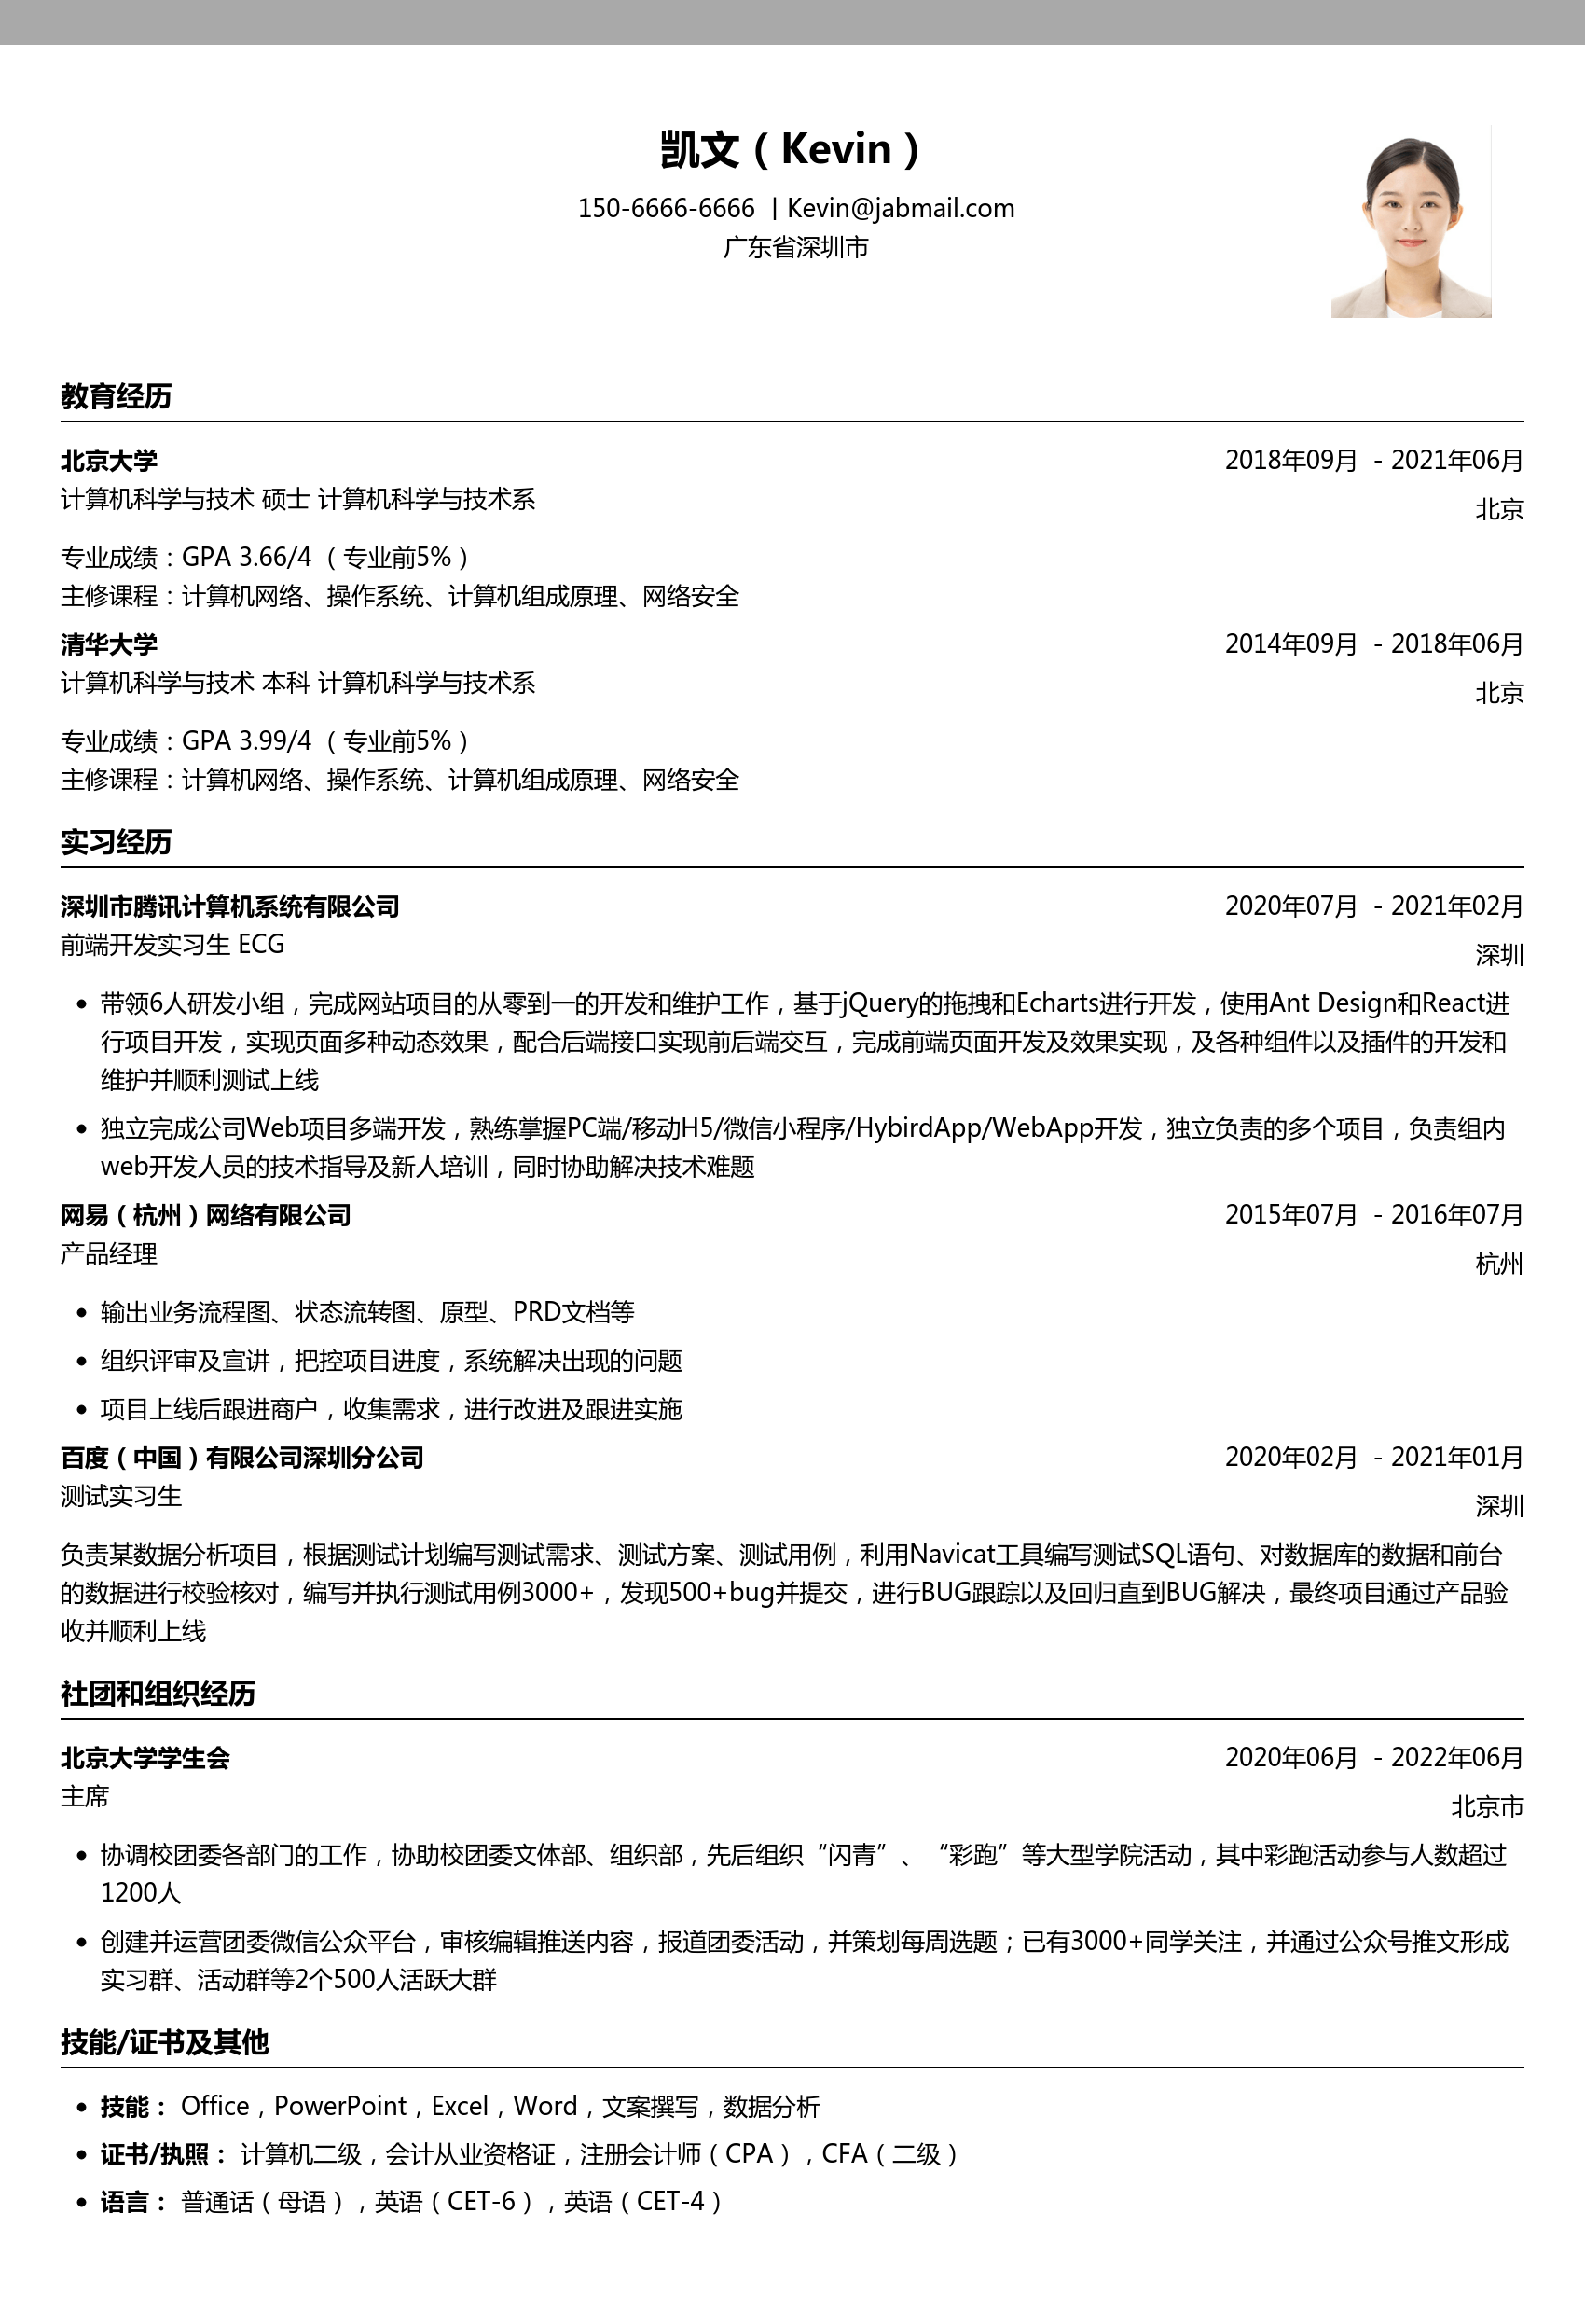 凯文（Kevin）
150-6666-6666 | Kevin@jabmail.com
广东省深圳市
教育经历
北京大学 2018年09月 - 2021年06月
计算机科学与技术 硕士 计算机科学与技术系 北京
专业成绩：GPA 3.66/4 （专业前5%）
主修课程：计算机网络、操作系统、计算机组成原理、网络安全
清华大学 2014年09月 - 2018年06月
计算机科学与技术 本科 计算机科学与技术系 北京
专业成绩：GPA 3.99/4 （专业前5%）
主修课程：计算机网络、操作系统、计算机组成原理、网络安全
实习经历
深圳市腾讯计算机系统有限公司 2020年07月 - 2021年02月
前端开发实习生 ECG 深圳
• 带领6人研发小组，完成网站项目的从零到一的开发和维护工作，基于jQuery的拖拽和Echarts进行开发，使用Ant Design和React进
行项目开发，实现页面多种动态效果，配合后端接口实现前后端交互，完成前端页面开发及效果实现，及各种组件以及插件的开发和
维护并顺利测试上线
• 独立完成公司Web项目多端开发，熟练掌握PC端/移动H5/微信小程序/HybirdApp/WebApp开发，独立负责的多个项目，负责组内
web开发人员的技术指导及新人培训，同时协助解决技术难题
网易（杭州）网络有限公司 2015年07月 - 2016年07月
产品经理 杭州
• 输出业务流程图、状态流转图、原型、PRD文档等
• 组织评审及宣讲，把控项目进度，系统解决出现的问题
• 项目上线后跟进商户，收集需求，进行改进及跟进实施
百度（中国）有限公司深圳分公司 2020年02月 - 2021年01月
测试实习生 深圳
负责某数据分析项目，根据测试计划编写测试需求、测试方案、测试用例，利用Navicat工具编写测试SQL语句、对数据库的数据和前台
的数据进行校验核对，编写并执行测试用例3000+，发现500+bug并提交，进行BUG跟踪以及回归直到BUG解决，最终项目通过产品验
收并顺利上线
社团和组织经历
北京大学学生会 2020年06月 - 2022年06月
主席 北京市
• 协调校团委各部门的工作，协助校团委文体部、组织部，先后组织“闪青”、“彩跑”等大型学院活动，其中彩跑活动参与人数超过
1200人
• 创建并运营团委微信公众平台，审核编辑推送内容，报道团委活动，并策划每周选题；已有3000+同学关注，并通过公众号推文形成
实习群、活动群等2个500人活跃大群
技能/证书及其他
• 技能： Office，PowerPoint，Excel，Word，文案撰写，数据分析
• 证书/执照： 计算机二级，会计从业资格证，注册会计师（CPA），CFA（二级）
• 语言： 普通话（母语），英语（CET-6），英语（CET-4）